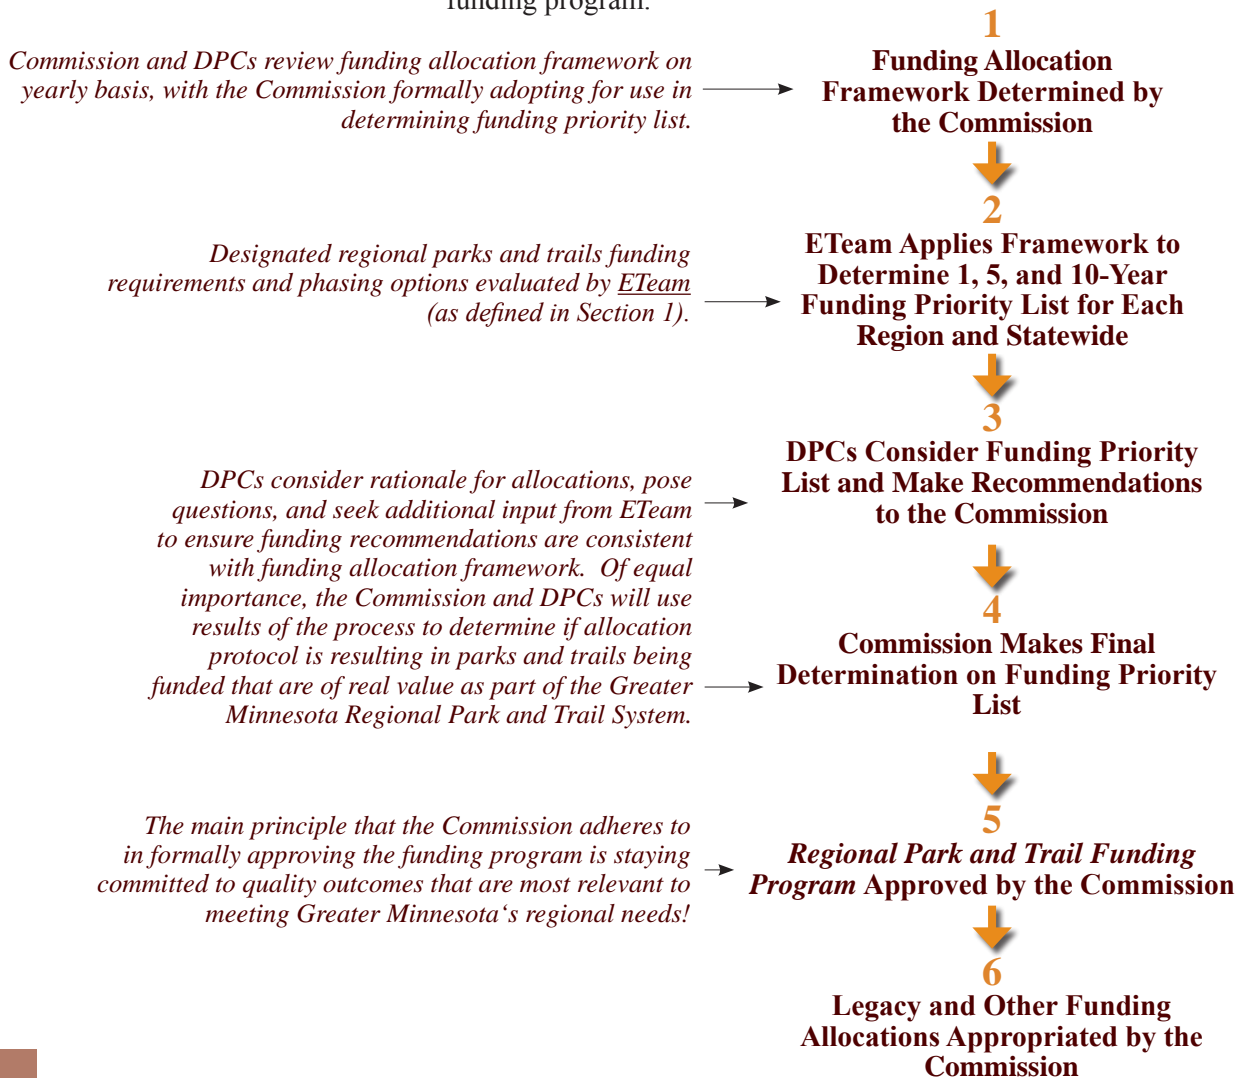 funding program.
1
Commission and DPCs review funding allocation framework on
yearly basis, with the Commission formally adopting for use in
determining funding priority list.
Funding Allocation
Framework Determined by
the Commission
2
Designated regional parks and trails funding
requirements and phasing options evaluated by ETeam
(as defined in Section 1).
ETeam Applies Framework to
Determine 1, 5, and 10-Year
Funding Priority List for Each
Region and Statewide
3
DPCs Consider Funding Priority
List and Make Recommendations
to the Commission
DPCs consider rationale for allocations, pose
questions, and seek additional input from ETeam
to ensure funding recommendations are consistent
with funding allocation framework.  Of equal
importance, the Commission and DPCs will use
results of the process to determine if allocation
protocol is resulting in parks and trails being
funded that are of real value as part of the Greater
Minnesota Regional Park and Trail System.
4
Commission Makes Final
Determination on Funding Priority
List
5
The main principle that the Commission adheres to
in formally approving the funding program is staying
committed to quality outcomes that are most relevant to
meeting Greater Minnesota‘s regional needs!
Regional Park and Trail Funding
Program Approved by the Commission
6
Legacy and Other Funding
Allocations Appropriated by the
Commission